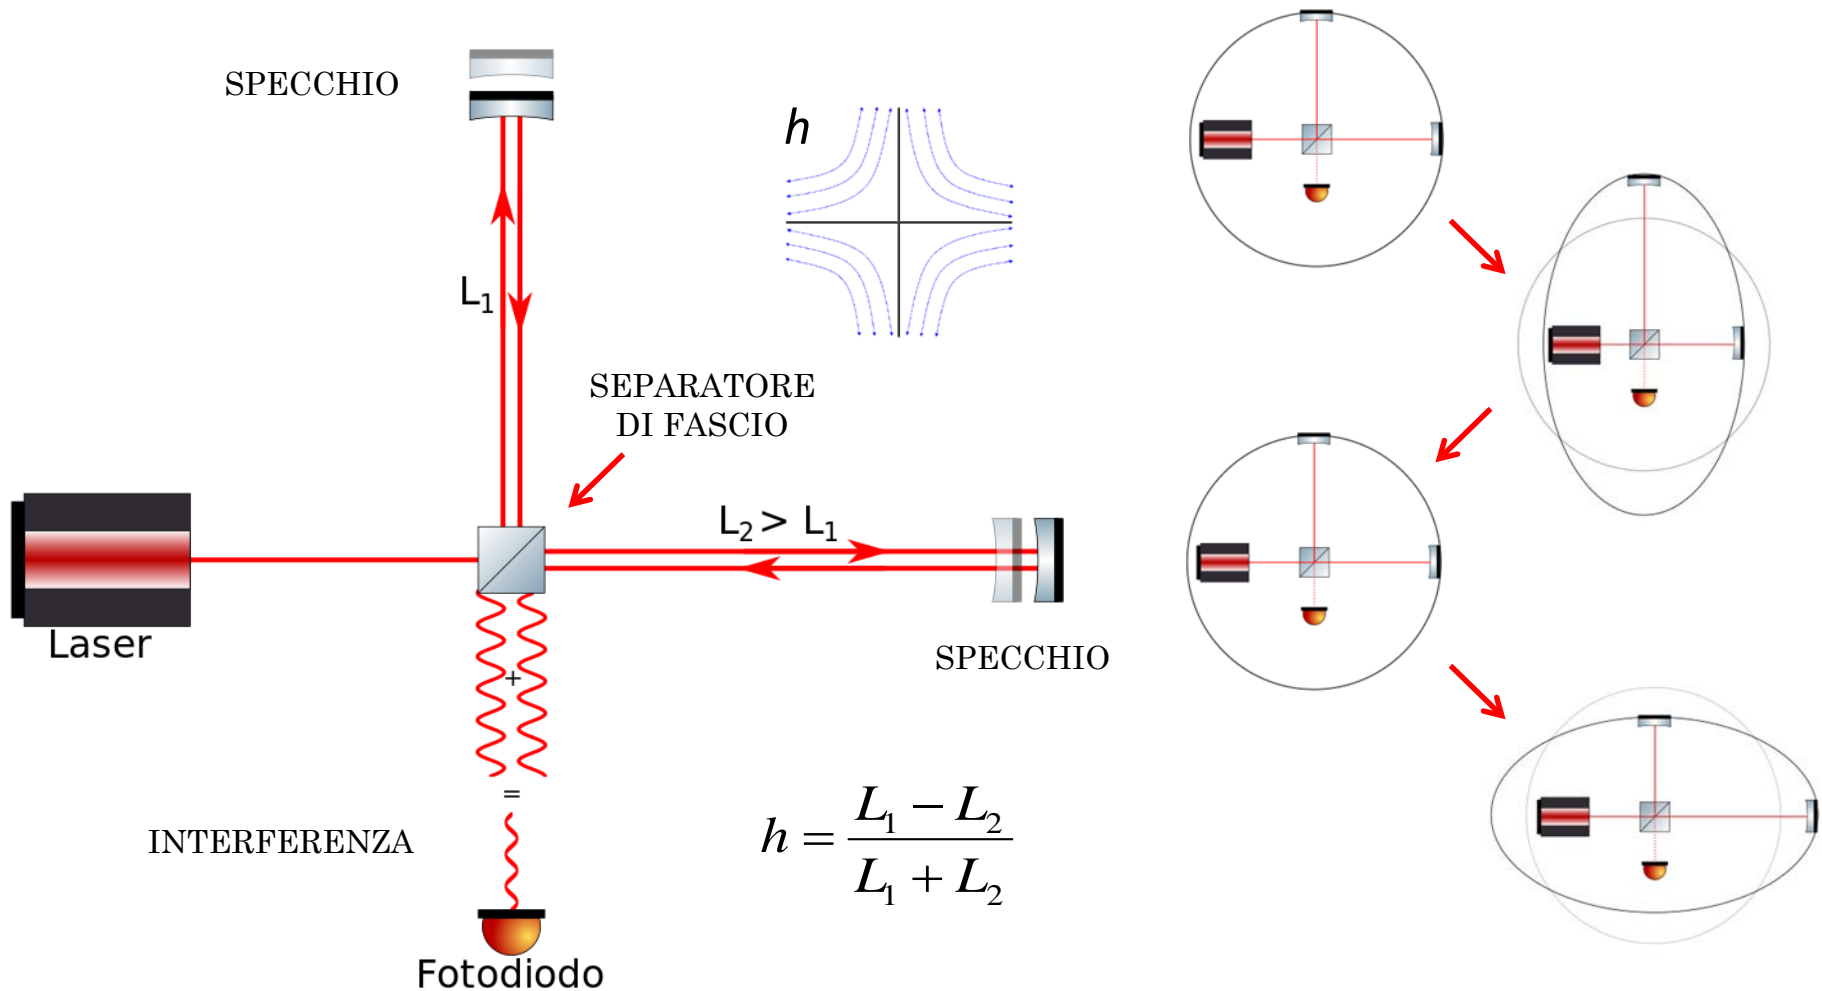 SPECCHIO
h
L₁
SEPARATORE
DI FASCIO
L₂ > L₁
Laser
SPECCHIO
+
=
INTERFERENZA
h = (L₁ − L₂) / (L₁ + L₂)
Fotodiodo